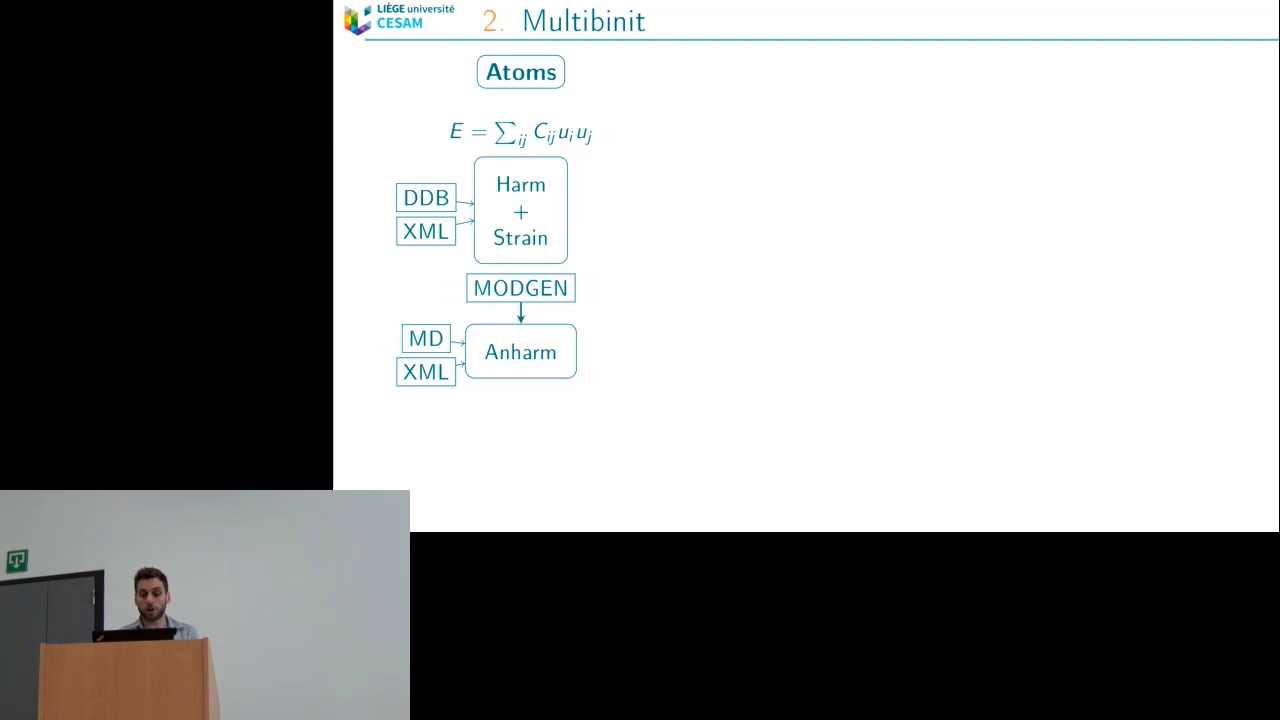 LIÈGE université
CESAM
2. Multibinit
Atoms
E = ∑ij Cij ui uj
DDB
XML
Harm
+
Strain
MODGEN
MD
XML
Anharm